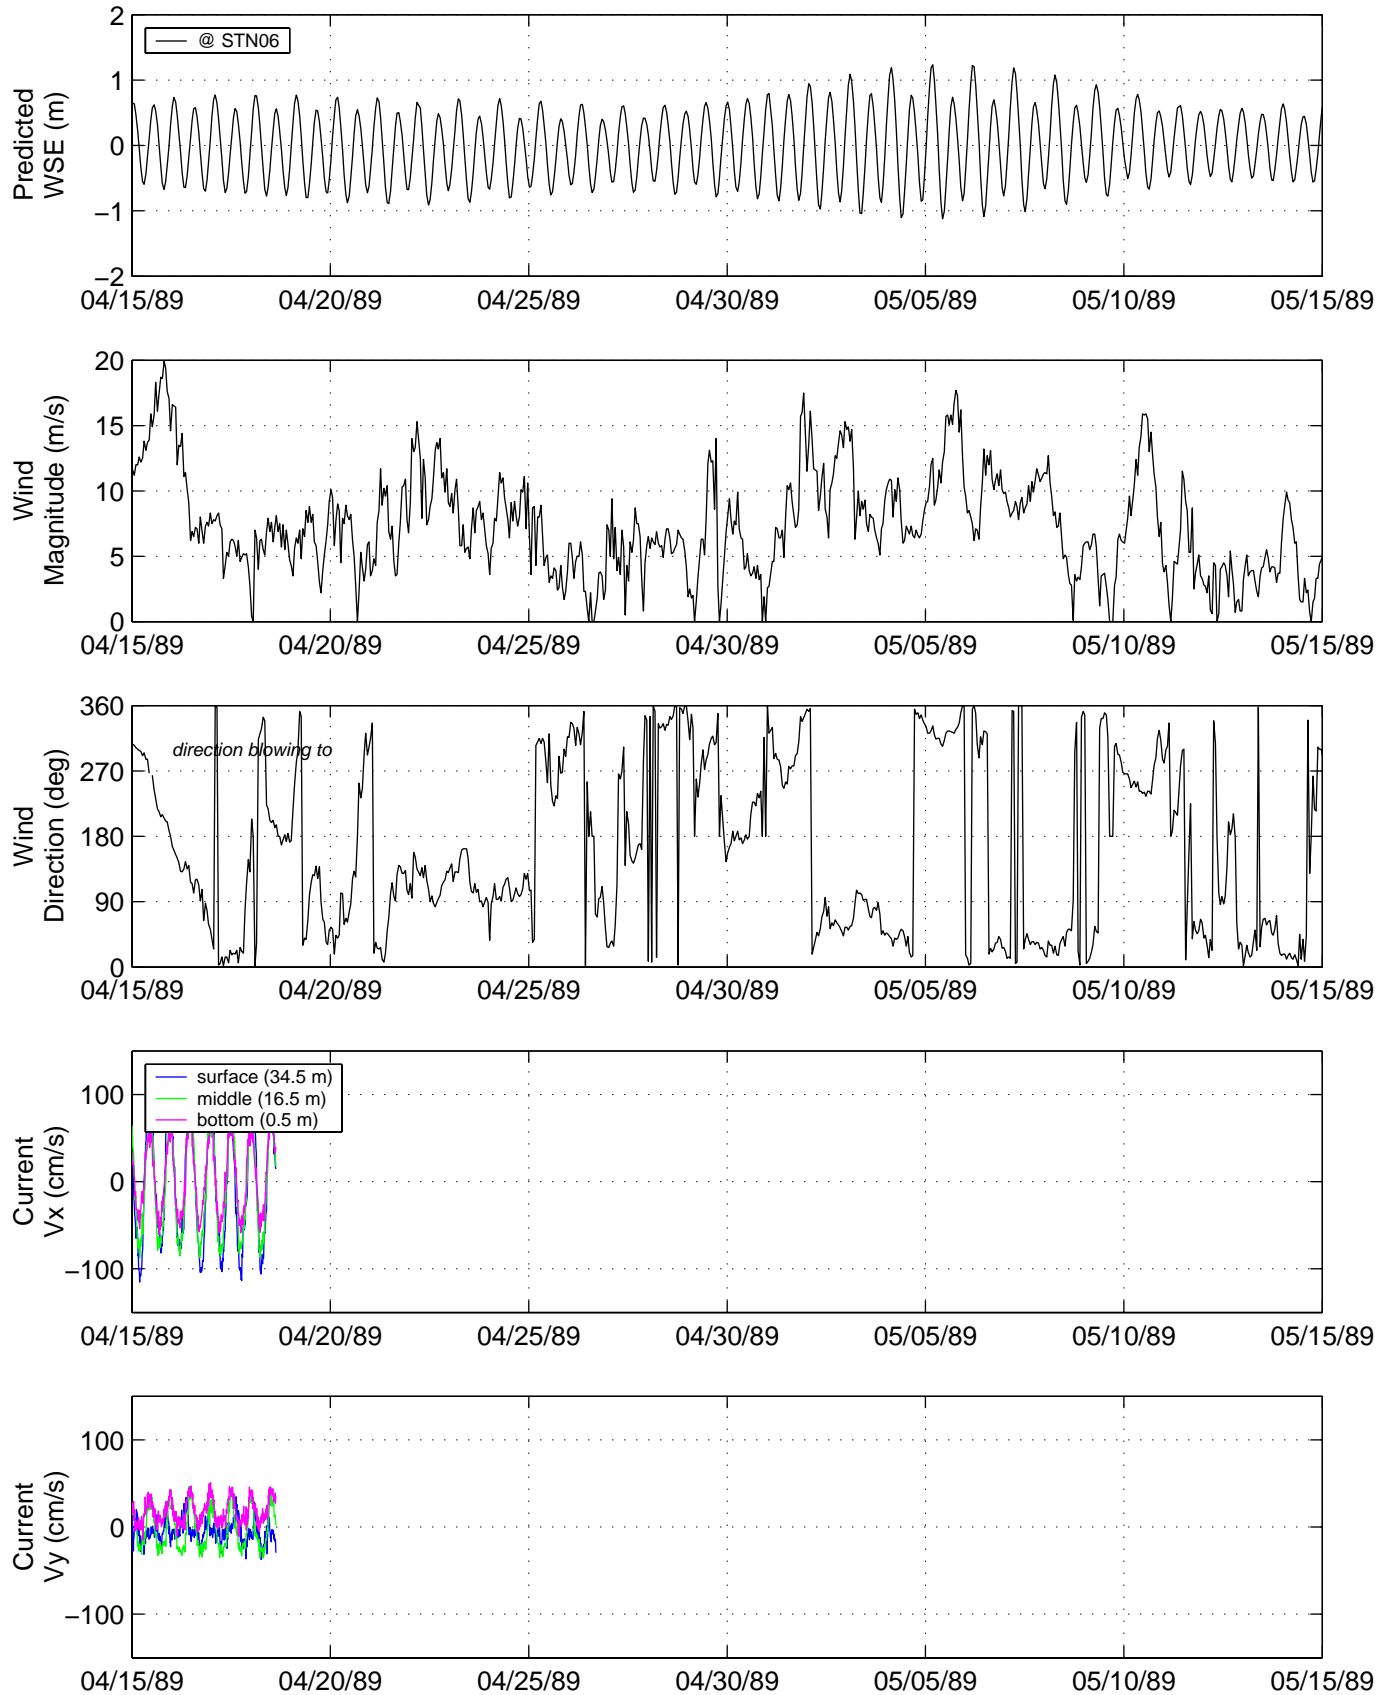 2
1
0
−1
−2
Predicted
WSE (m)
@ STN06
04/15/89 04/20/89 04/25/89 04/30/89 05/05/89 05/10/89 05/15/89
20
15
10
5
0
Wind
Magnitude (m/s)
04/15/89 04/20/89 04/25/89 04/30/89 05/05/89 05/10/89 05/15/89
360
270
180
90
0
Wind
Direction (deg)
direction blowing to
04/15/89 04/20/89 04/25/89 04/30/89 05/05/89 05/10/89 05/15/89
100
0
−100
Current
Vx (cm/s)
surface (34.5 m)
middle (16.5 m)
bottom (0.5 m)
04/15/89 04/20/89 04/25/89 04/30/89 05/05/89 05/10/89 05/15/89
100
0
−100
Current
Vy (cm/s)
04/15/89 04/20/89 04/25/89 04/30/89 05/05/89 05/10/89 05/15/89